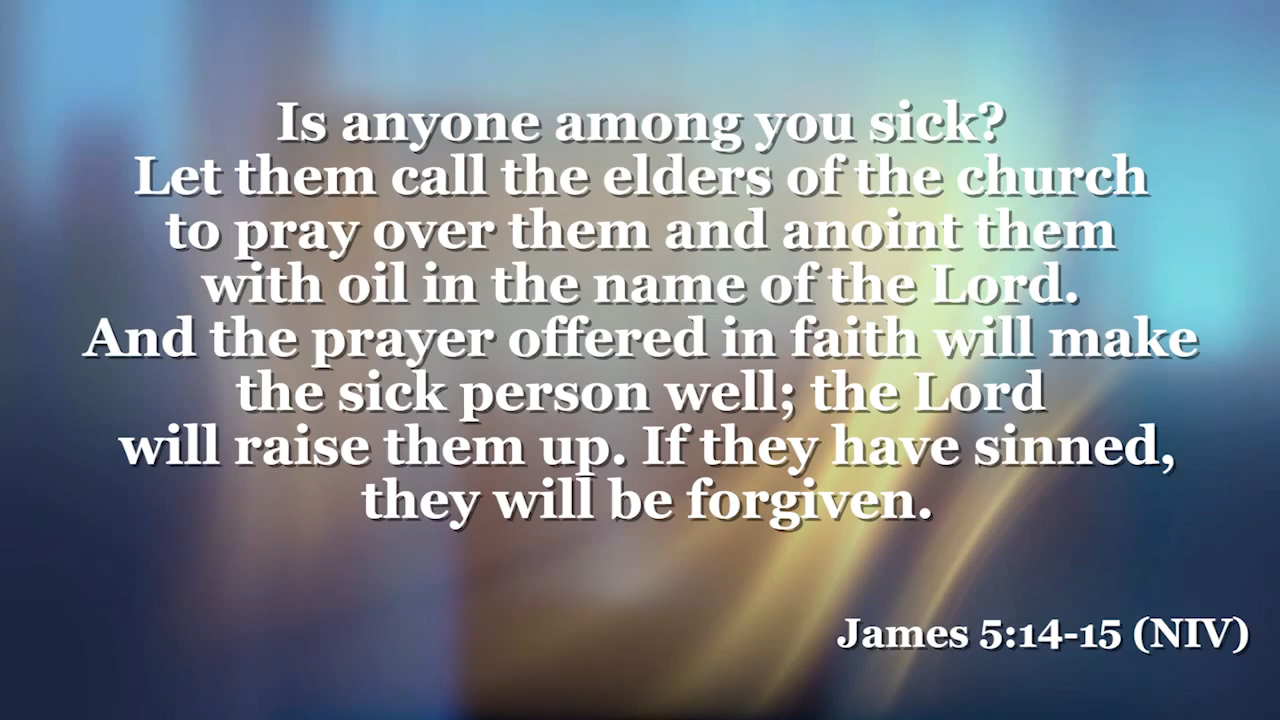 Is anyone among you sick?
Let them call the elders of the church
to pray over them and anoint them
with oil in the name of the Lord.
And the prayer offered in faith will make
the sick person well; the Lord
will raise them up. If they have sinned,
they will be forgiven.
James 5:14-15 (NIV)